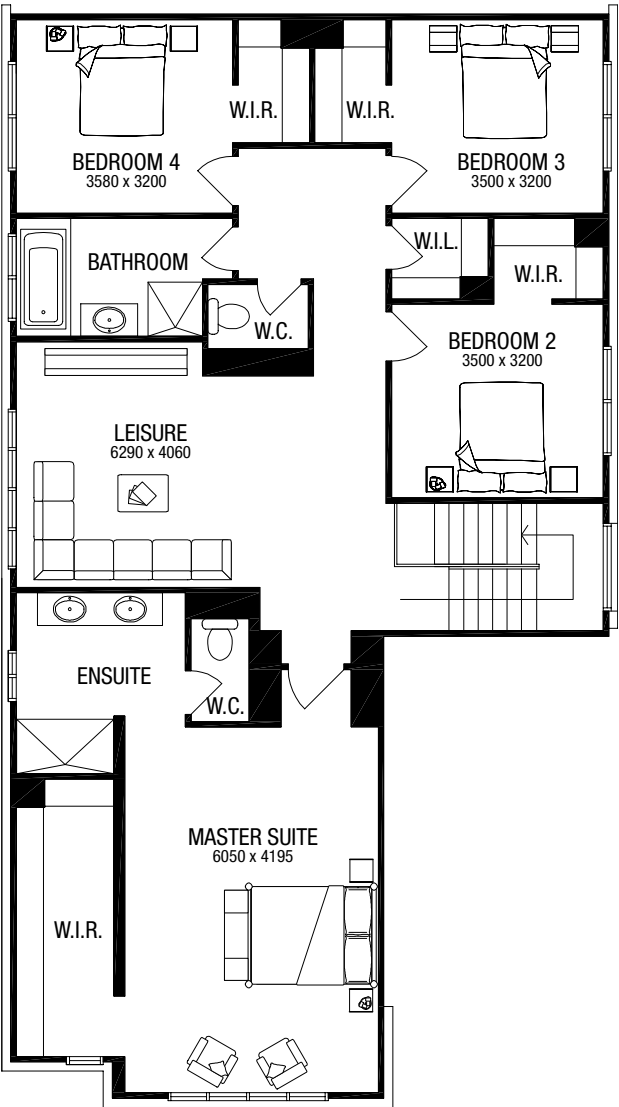 W.I.R.
W.I.R.
BEDROOM 4
3580 x 3200
BEDROOM 3
3500 x 3200
BATHROOM
W.I.L.
W.I.R.
W.C.
BEDROOM 2
3500 x 3200
LEISURE
6290 x 4060
ENSUITE
W.C.
MASTER SUITE
6050 x 4195
W.I.R.